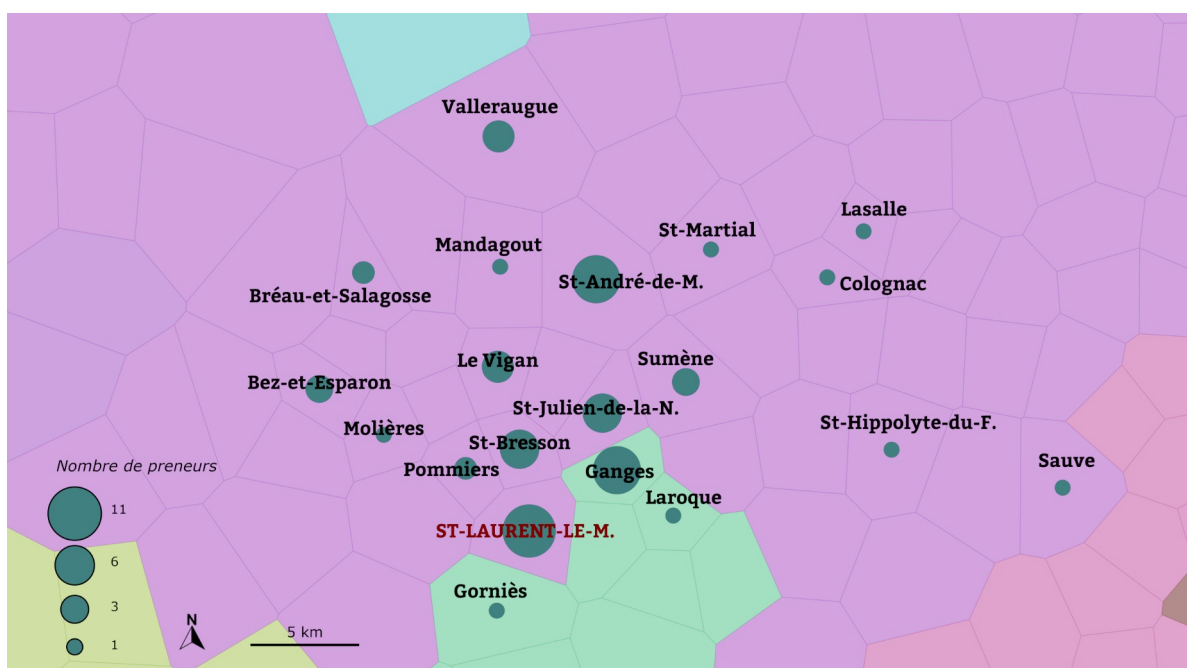 Valleraugue
Lasalle
St-Martial
Mandagout
St-André-de-M.
Colognac
Bréau-et-Salagosse
Le Vigan
Sumène
Bez-et-Esparon
St-Julien-de-la-N.
Molières
St-Bresson
St-Hippolyte-du-F.
Pommiers
Ganges
Sauve
Nombre de preneurs
Laroque
11
ST-LAURENT-LE-M.
6
Gorniès
3
N
5 km
1